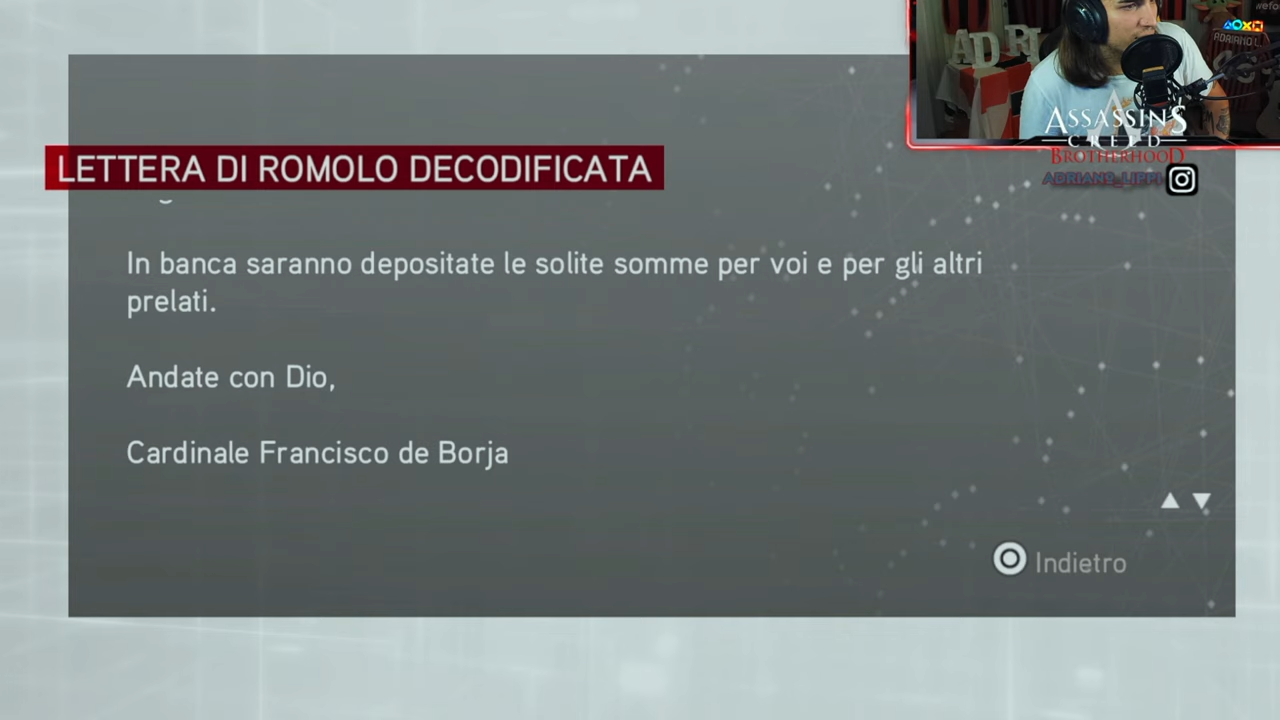 ADRI
ASSASSIN'S
CREED
BROTHERHOOD
LETTERA DI ROMOLO DECODIFICATA
In banca saranno depositate le solite somme per voi e per gli altri
prelati.
Andate con Dio,
Cardinale Francisco de Borja
Indietro